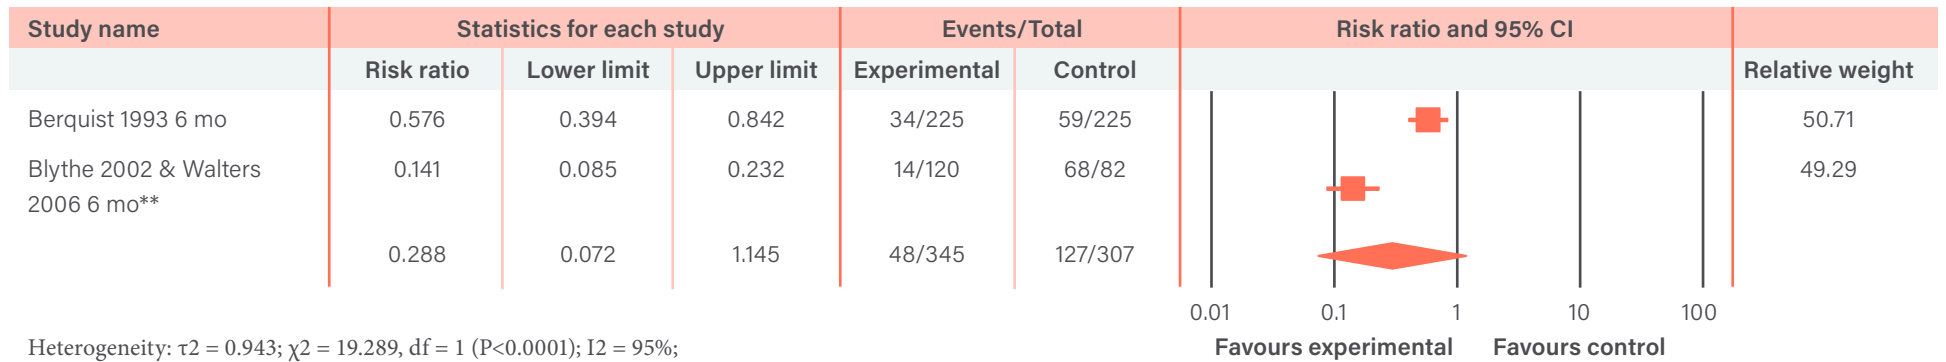 Study name Statistics for each study Events/Total Risk ratio and 95% CI
Risk ratio Lower limit Upper limit Experimental Control Relative weight
Berquist 1993 6 mo 0.576 0.394 0.842 34/225 59/225 50.71
Blythe 2002 & Walters 0.141 0.085 0.232 14/120 68/82 49.29
2006 6 mo**
0.288 0.072 1.145 48/345 127/307
0.01 0.1 1 10 100
Heterogeneity: τ2 = 0.943; χ2 = 19.289, df = 1 (P<0.0001); I2 = 95%; Favours experimental Favours control